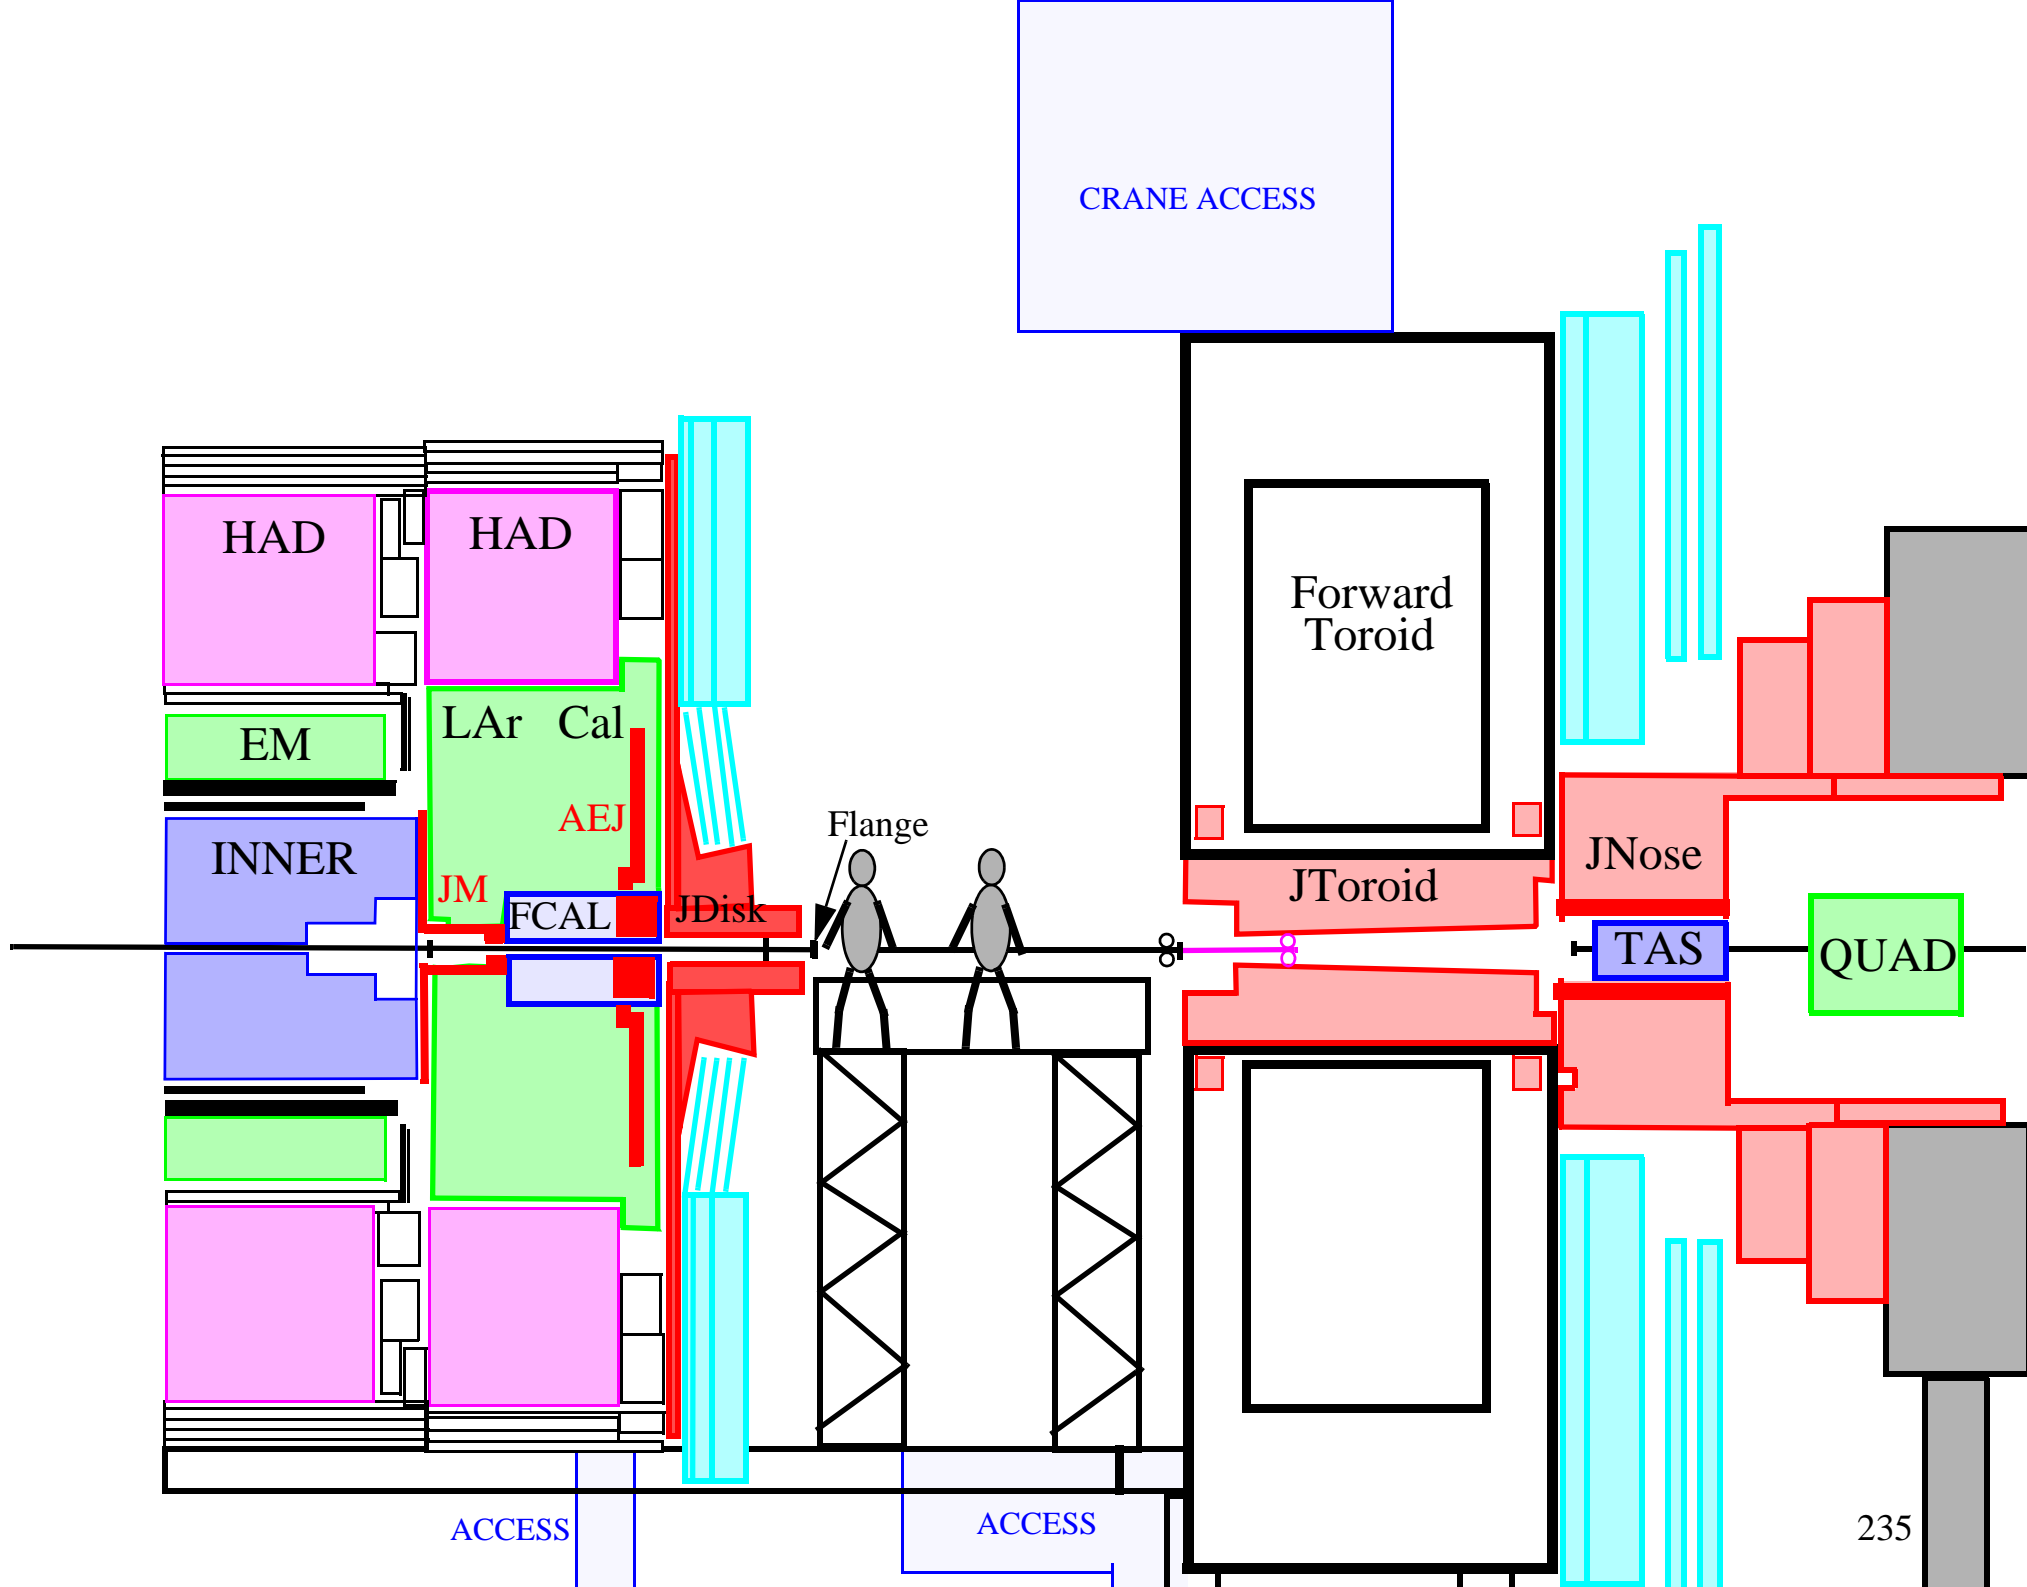 CRANE ACCESS
HAD
HAD
Forward
Toroid
LAr Cal
EM
AEJ
Flange
INNER
JM
FCAL
JDisk
JToroid
JNose
TAS
QUAD
ACCESS
ACCESS
235